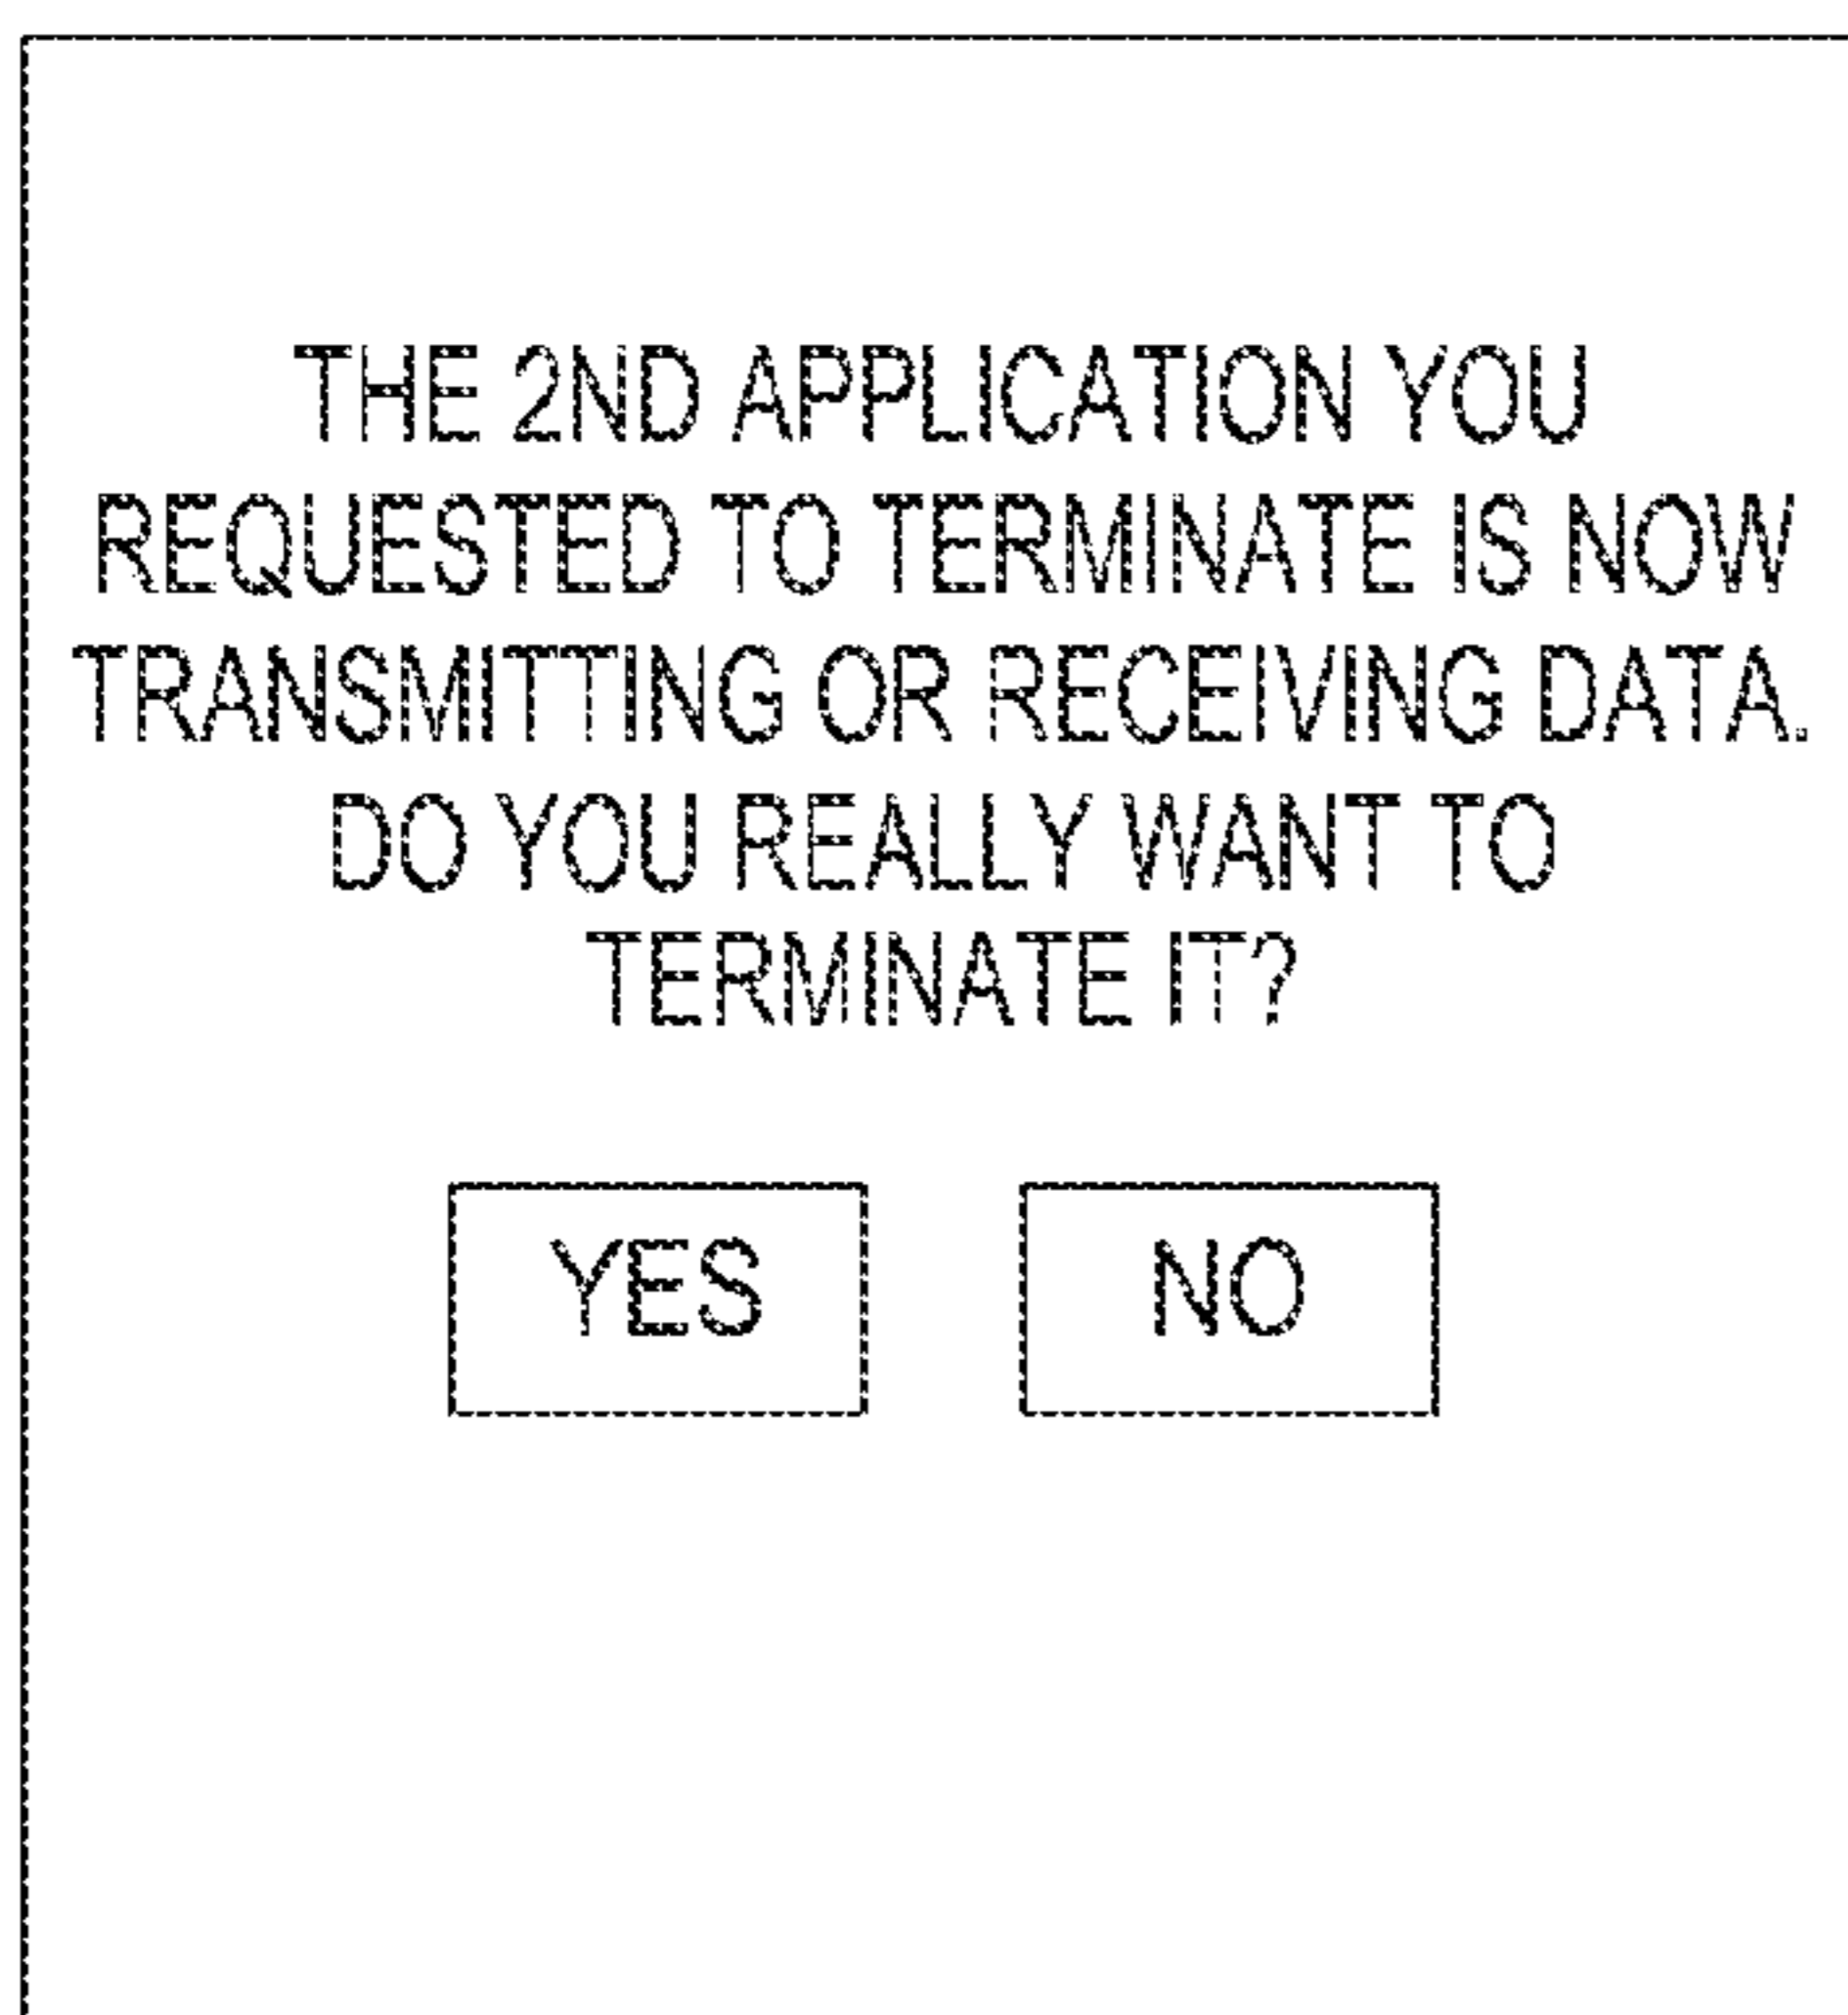 THE 2ND APPLICATION YOU
REQUESTED TO TERMINATE IS NOW
TRANSMITTING OR RECEIVING DATA.
DO YOU REALLY WANT TO
TERMINATE IT?
YES NO